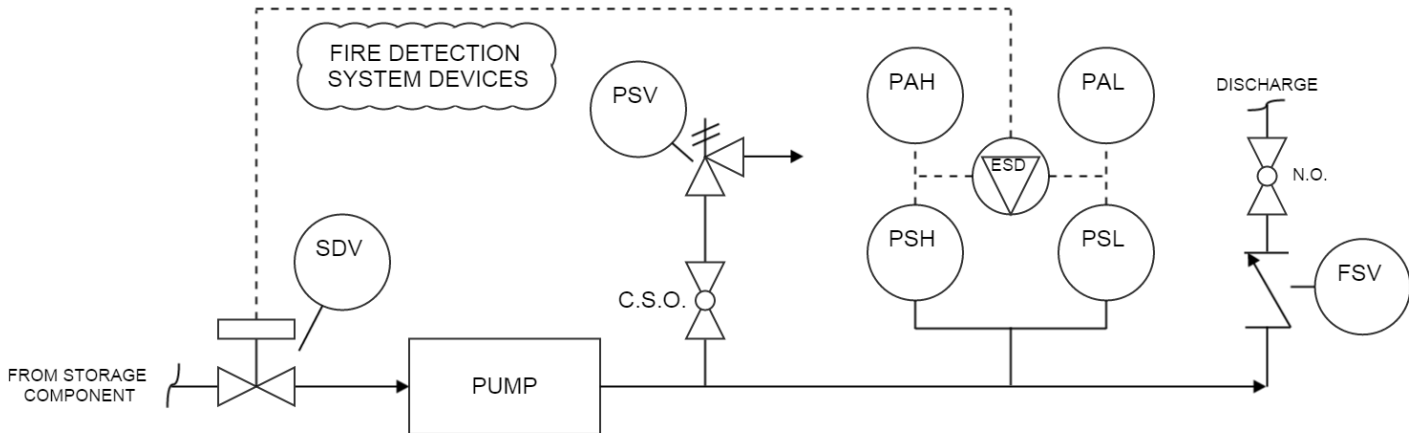 FIRE DETECTION
SYSTEM DEVICES
PSV
PAH
PAL
DISCHARGE
ESD
N.O.
SDV
PSH
PSL
C.S.O.
FSV
FROM STORAGE
COMPONENT
PUMP